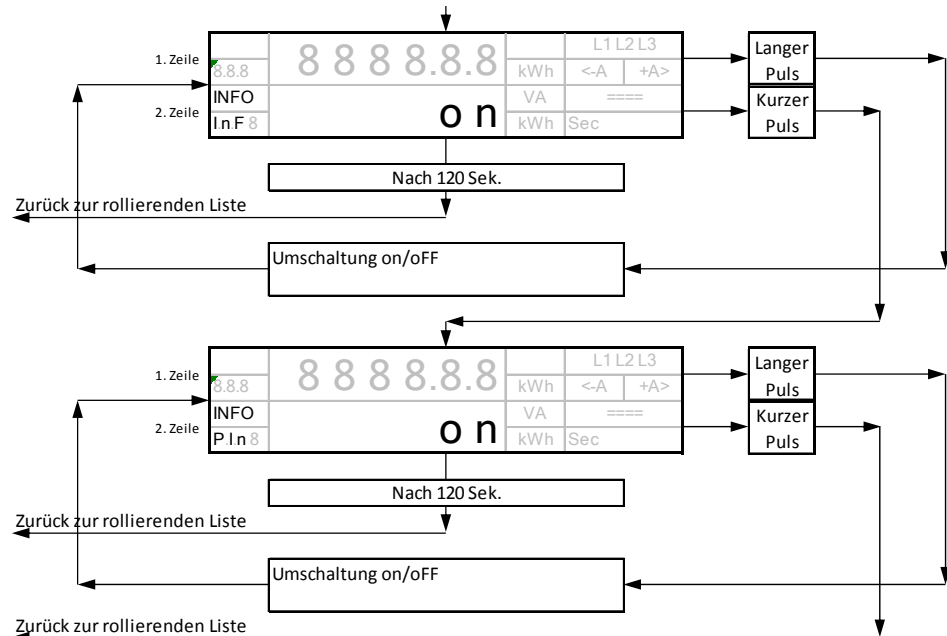 L1 L2 L3
1. Zeile
8 8 8 8.8.8
8.8.8
kWh
<-A
+A>
Langer
Puls
INFO
VA
====
2. Zeile
I.n.F 8
o n
kWh
Sec
Kurzer
Puls
Nach 120 Sek.
Zurück zur rollierenden Liste
Umschaltung on/oFF
L1 L2 L3
1. Zeile
8 8 8 8.8.8
8.8.8
kWh
<-A
+A>
Langer
Puls
INFO
VA
====
2. Zeile
P.I.n 8
o n
kWh
Sec
Kurzer
Puls
Nach 120 Sek.
Zurück zur rollierenden Liste
Umschaltung on/oFF
Zurück zur rollierenden Liste